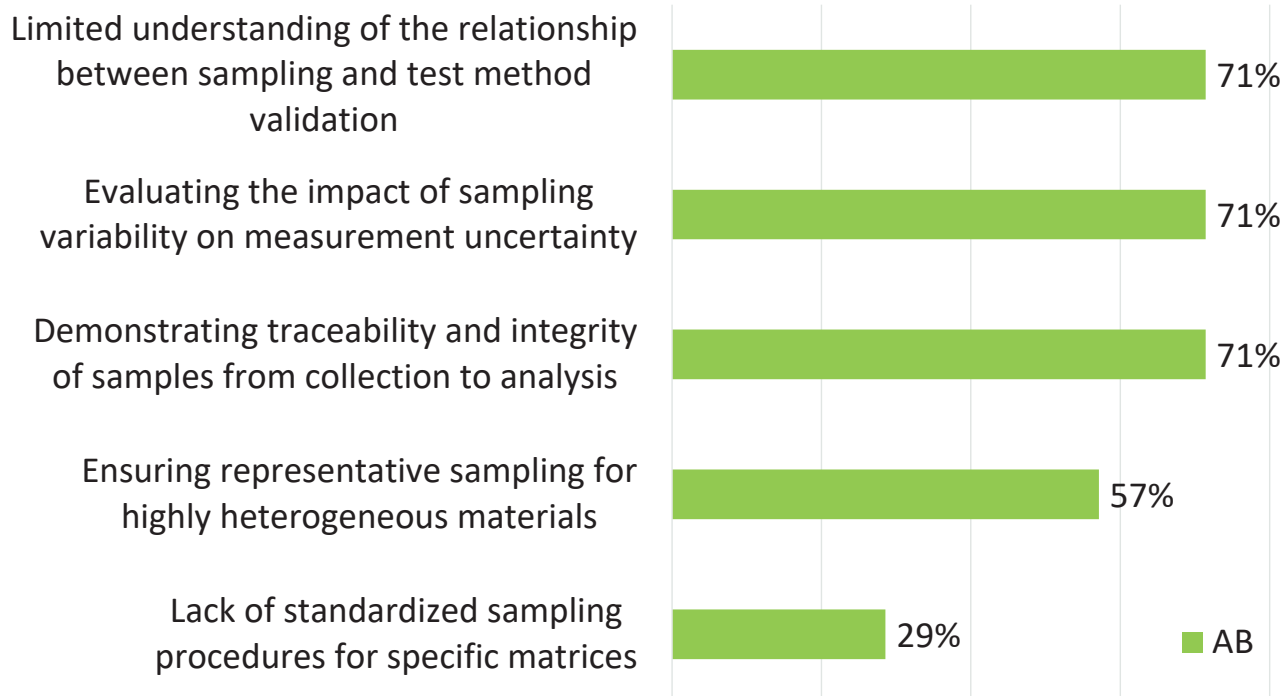 Limited understanding of the relationship
between sampling and test method
validation
71%
Evaluating the impact of sampling
variability on measurement uncertainty
71%
Demonstrating traceability and integrity
of samples from collection to analysis
71%
Ensuring representative sampling for
highly heterogeneous materials
57%
Lack of standardized sampling
procedures for specific matrices
29%
AB